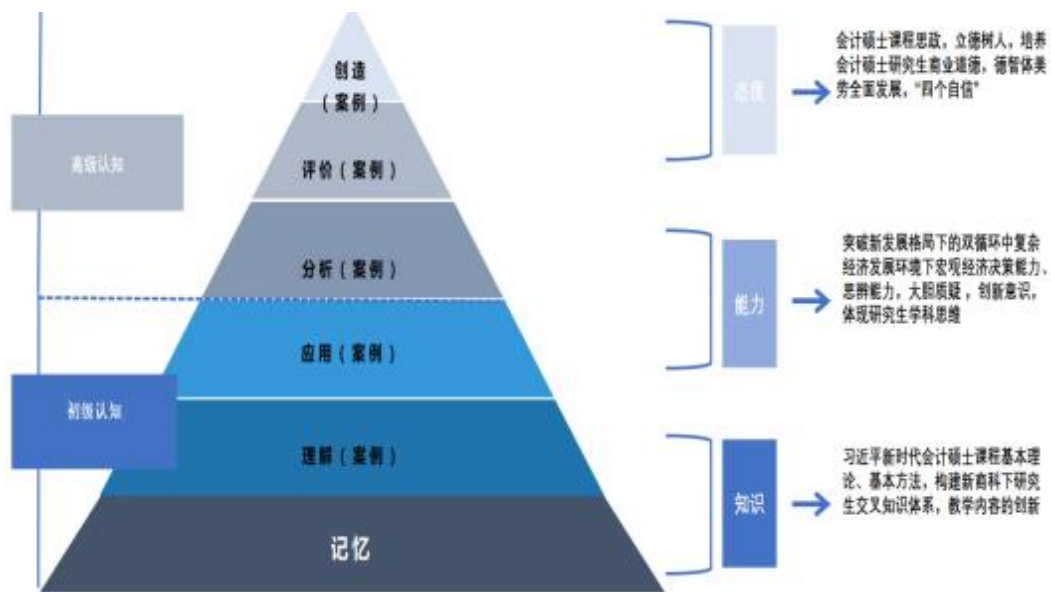 创造
(案例)
评价(案例)
分析(案例)
应用(案例)
理解(案例)
记忆
高级认知
初级认知
会计硕士课程思政,立德树人,培养
会计硕士研究生商业道德,德智体美
劳全面发展,“四个自信”
能力
突破新发展格局下的双循环中复杂
经济发展环境下宏观经济决策能力、
思辨能力,大胆质疑,创新意识,
体现研究生学科思维
知识
习近平新时代会计硕士课程基本理
论、基本方法,构建新商科下研究
生交叉知识体系,教学内容的创新